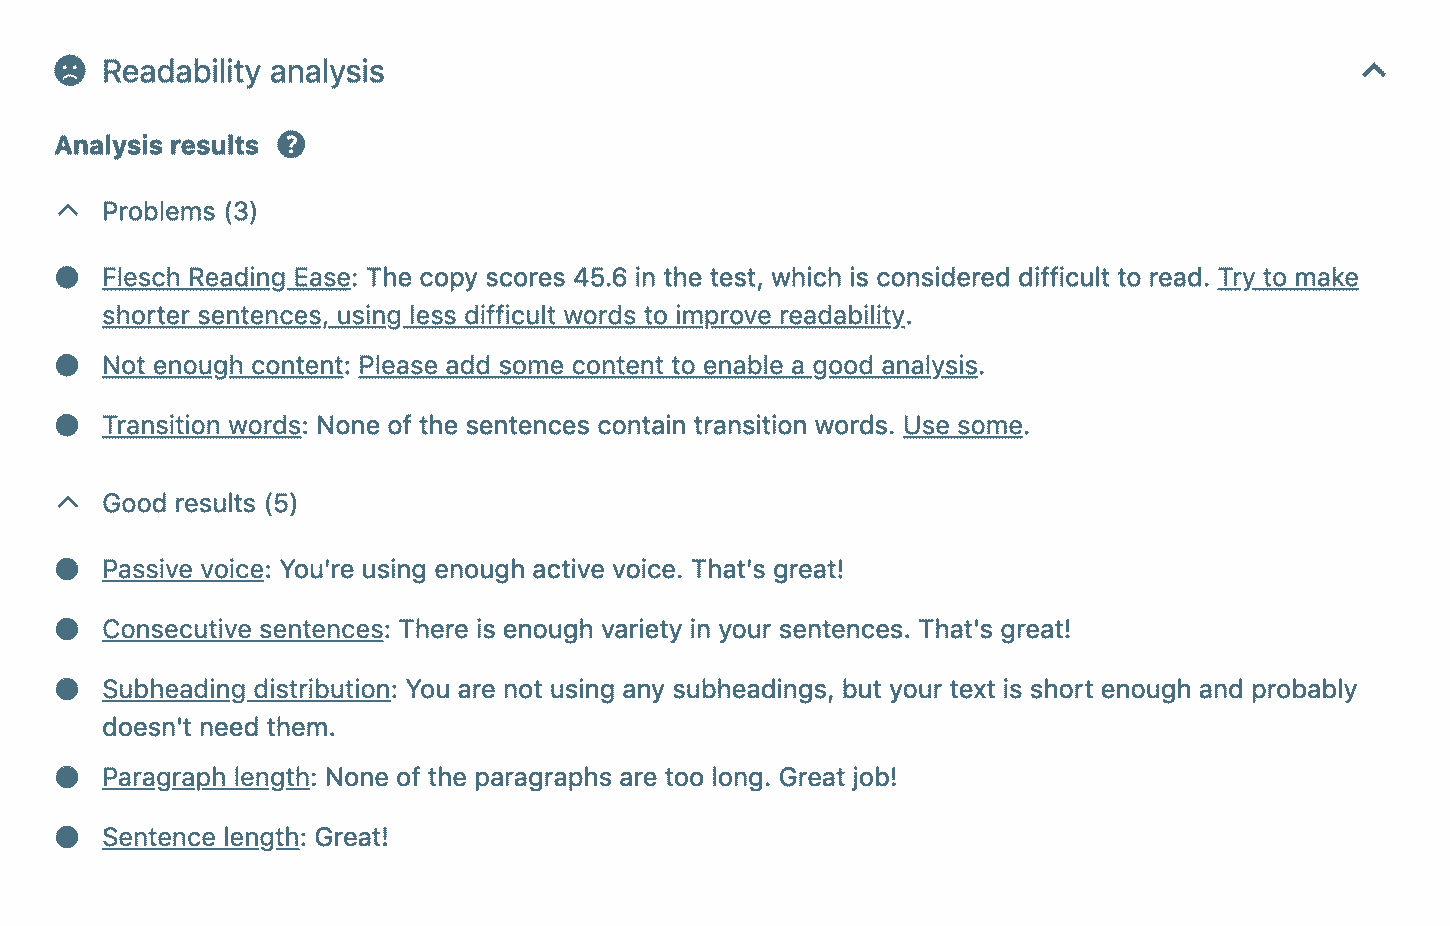 Readability analysis
Analysis results ?
Problems (3)
Flesch Reading Ease: The copy scores 45.6 in the test, which is considered difficult to read. Try to make
shorter sentences, using less difficult words to improve readability.
Not enough content: Please add some content to enable a good analysis.
Transition words: None of the sentences contain transition words. Use some.
Good results (5)
Passive voice: You're using enough active voice. That's great!
Consecutive sentences: There is enough variety in your sentences. That's great!
Subheading distribution: You are not using any subheadings, but your text is short enough and probably
doesn't need them.
Paragraph length: None of the paragraphs are too long. Great job!
Sentence length: Great!